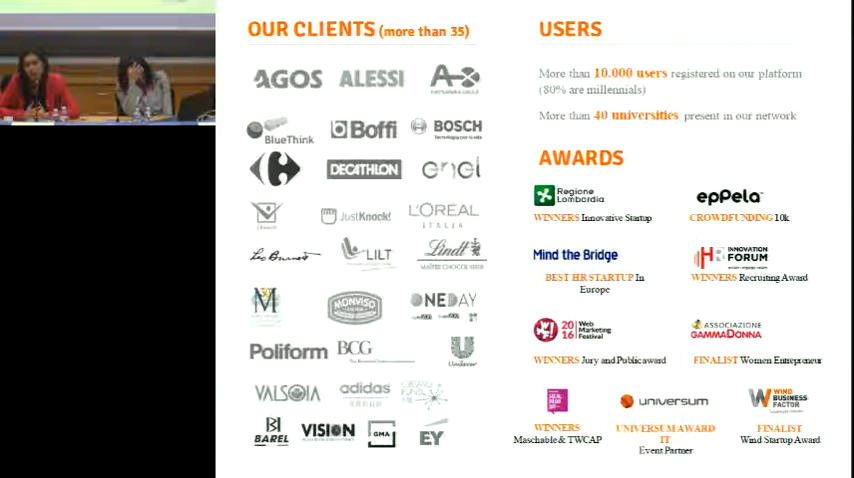 OUR CLIENTS (more than 35)
AGOS
ALESSI
BlueThink
Boffi
BOSCH
DECATHLON
enel
JustKnock!
L'ORÉAL
ITALIA
Leo Burnett
LILT
Lindt
M
MONVISO
ONEDAY
Poliform
BCG
Unilever
VALSOIA
adidas
BAREL
VISION
GMA
EY
USERS
More than 10.000 users registered on our platform
(80% are millennials)
More than 40 universities present in our network
AWARDS
Regione
Lombardia
WINNERS Innovative Startup
eppela
CROWDFUNDING 10k
Mind the Bridge
BEST HR STARTUP In
Europe
HR INNOVATION
FORUM
WINNERS Recruiting Award
2016 Web
Marketing
Festival
WINNERS Jury and Public award
ASSOCIAZIONE
GAMMADONNA
FINALIST Women Entrepreneur
WINNERS
Maschable & TWCAP
universum
UNIVERSUM AWARD
IT
Event Partner
W WIND
BUSINESS
FACTOR
FINALIST
Wind Startup Award